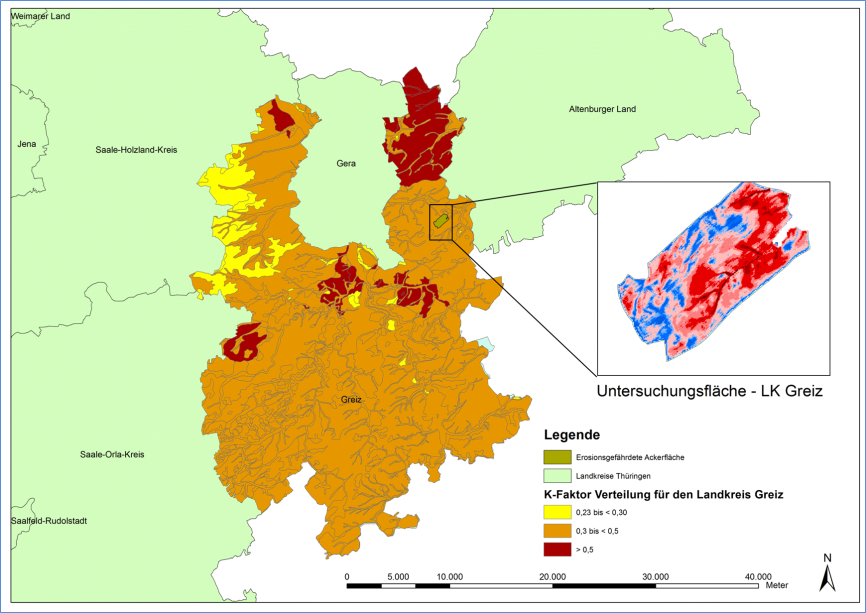 Weimarer Land
Altenburger Land
Jena
Saale-Holzland-Kreis
Gera
Untersuchungsfläche - LK Greiz
Greiz
Saale-Orla-Kreis
Saalfeld-Rudolstadt
Legende
Erosionsgefährdete Ackerfläche
Landkreise Thüringen
K-Faktor Verteilung für den Landkreis Greiz
0,23 bis < 0,30
0,3 bis < 0,5
> 0,5
N
0 5.000 10.000 20.000 30.000 40.000
Meter